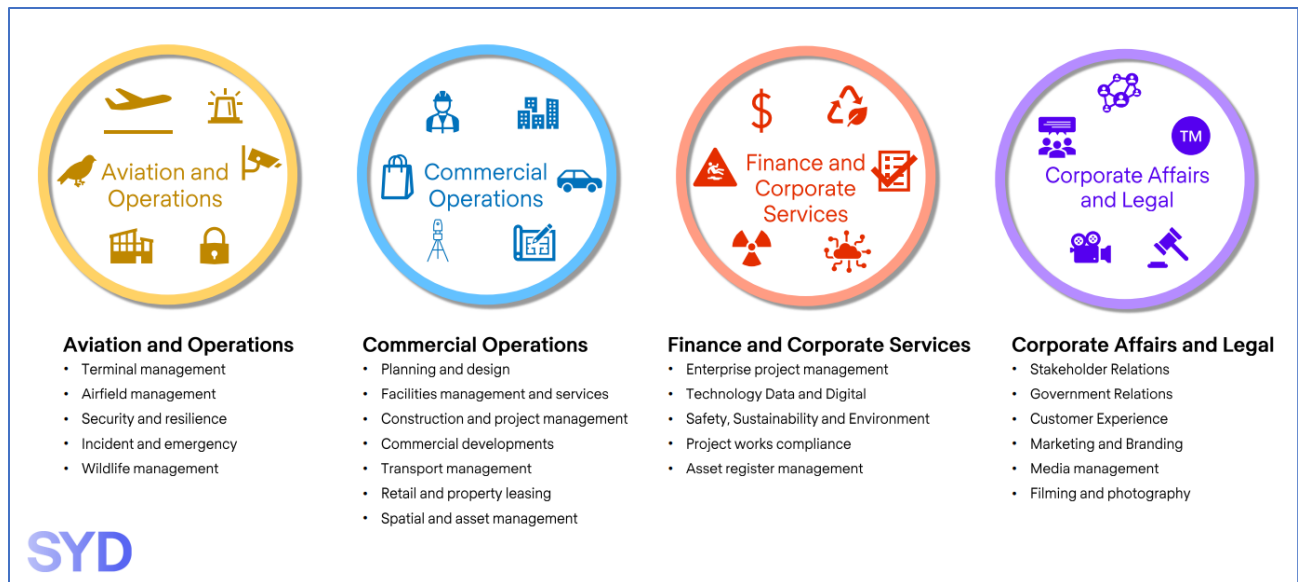 Aviation and
Operations
Commercial
Operations
Finance and
Corporate
Services
TM
Corporate Affairs
and Legal
Aviation and Operations
• Terminal management
• Airfield management
• Security and resilience
• Incident and emergency
• Wildlife management
Commercial Operations
• Planning and design
• Facilities management and services
• Construction and project management
• Commercial developments
• Transport management
• Retail and property leasing
• Spatial and asset management
Finance and Corporate Services
• Enterprise project management
• Technology Data and Digital
• Safety, Sustainability and Environment
• Project works compliance
• Asset register management
Corporate Affairs and Legal
• Stakeholder Relations
• Government Relations
• Customer Experience
• Marketing and Branding
• Media management
• Filming and photography
SYD